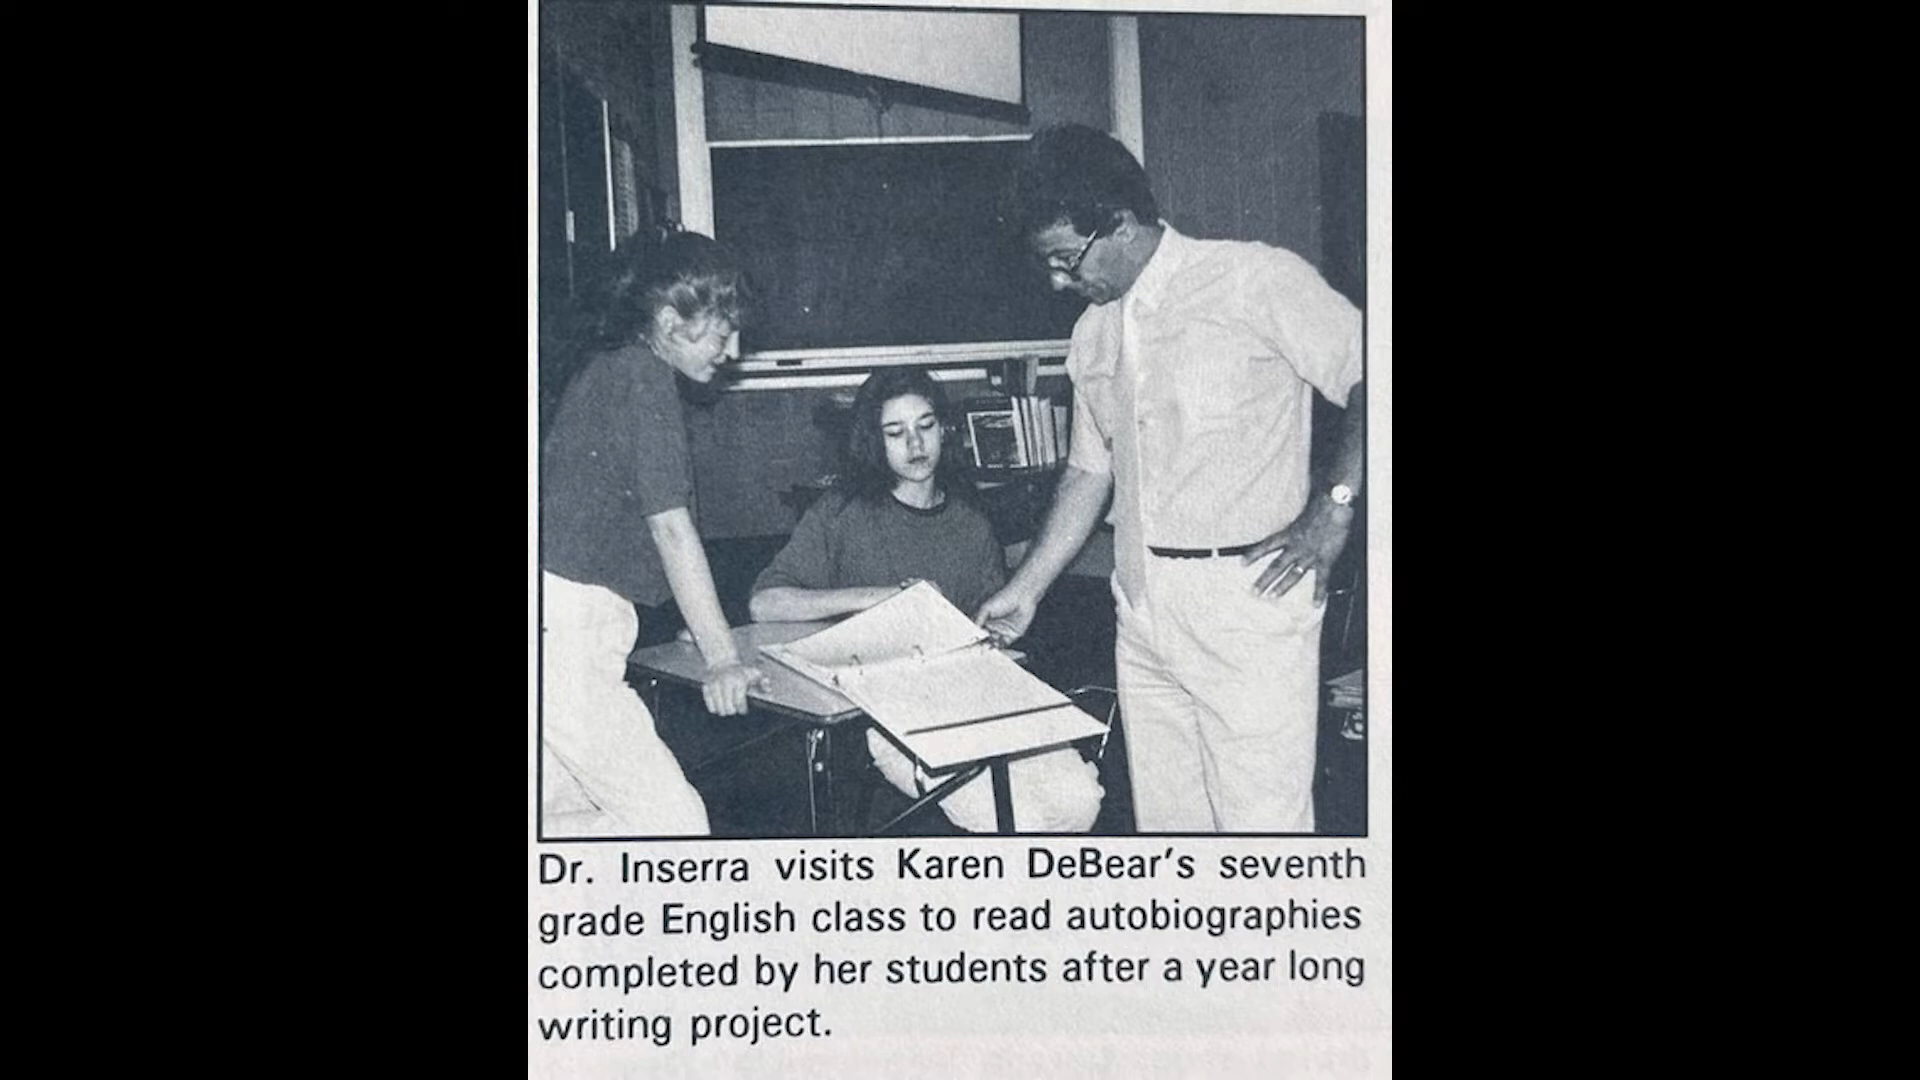 Dr. Inserra visits Karen DeBear's seventh
grade English class to read autobiographies
completed by her students after a year long
writing project.